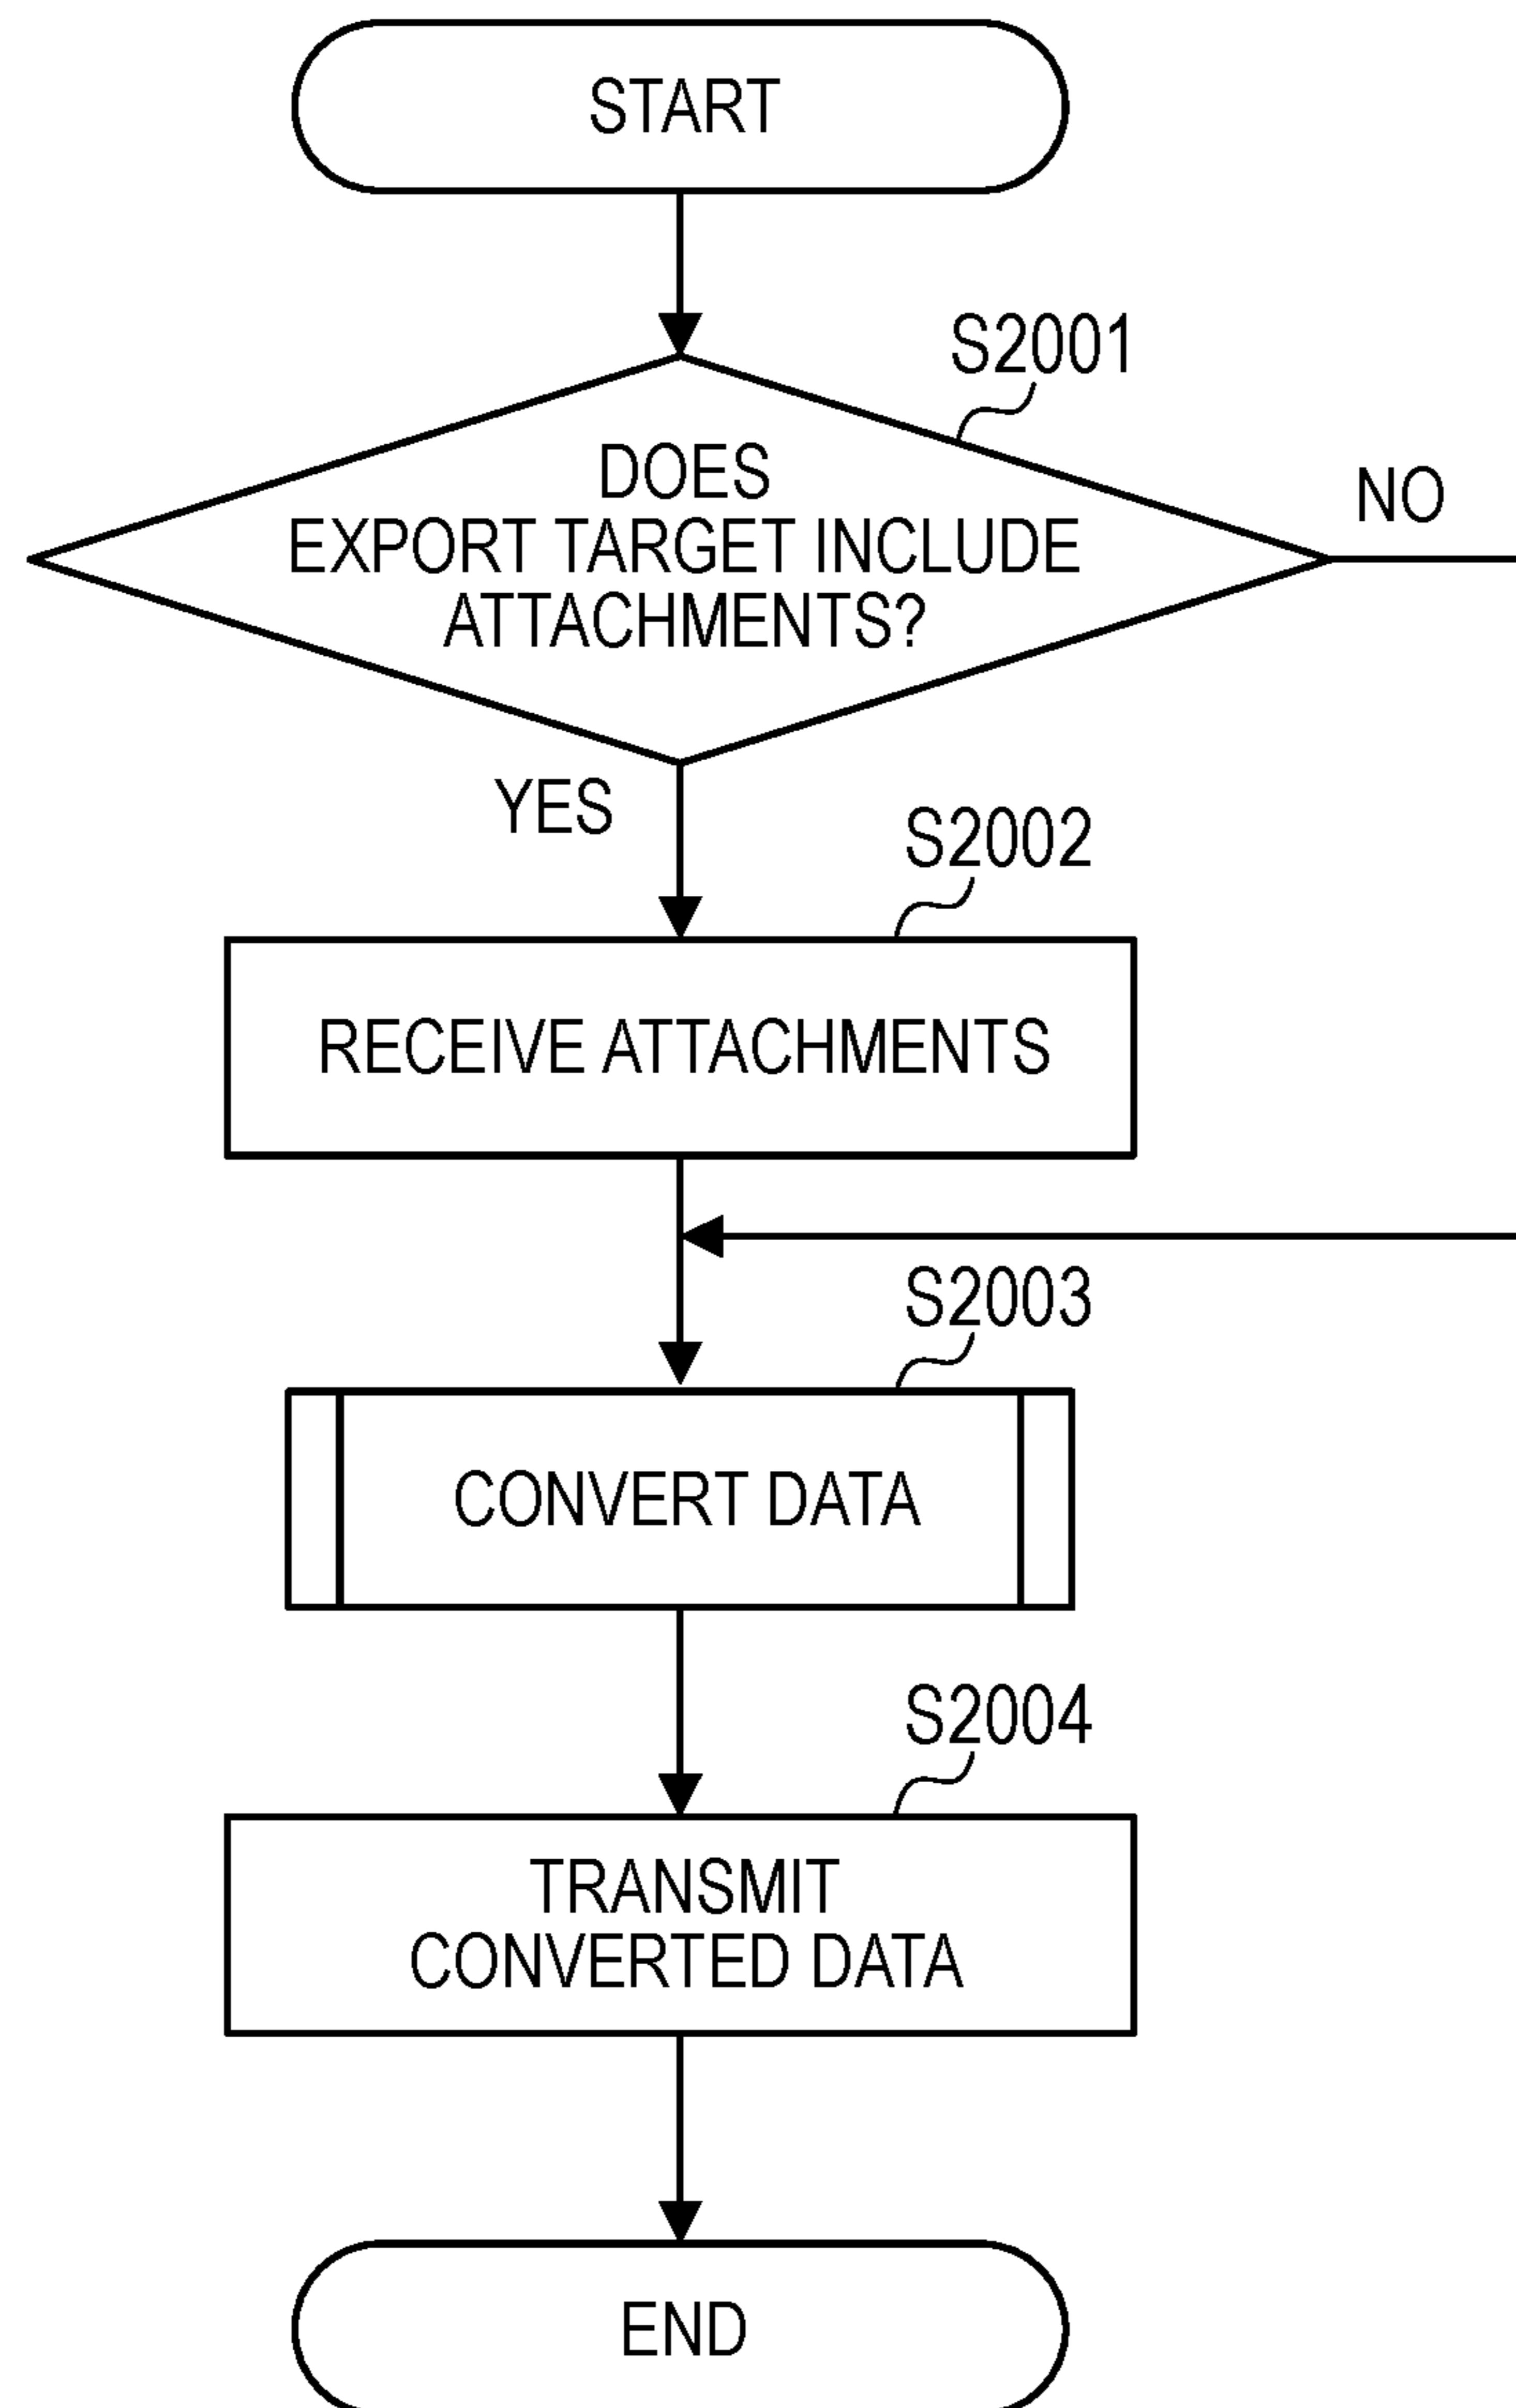 START
S2001
DOES
EXPORT TARGET INCLUDE
ATTACHMENTS?
NO
YES
S2002
RECEIVE ATTACHMENTS
S2003
CONVERT DATA
S2004
TRANSMIT
CONVERTED DATA
END